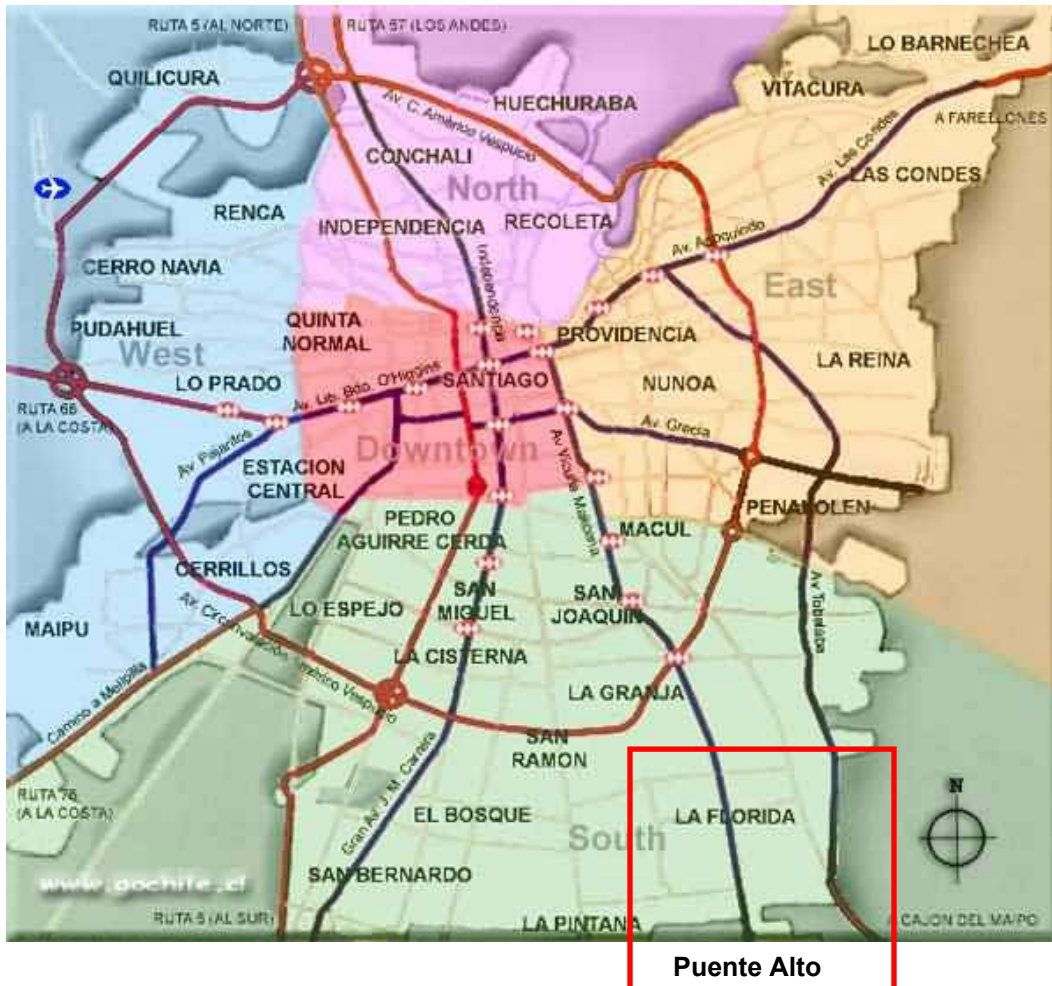 RUTA 5 (AL NORTE)
RUTA 57 (LOS ANDES)
LO BARNECHEA
QUILICURA
VITACURA
HUECHURABA
A FARELLONES
Av. C. Américo Vespucio
CONCHALI
Av. Las Condes
LAS CONDES
North
RENCA
INDEPENDENCIA
RECOLETA
Independencia
CERRO NAVIA
East
PUDAHUEL
QUINTA
NORMAL
PROVIDENCIA
West
LA REINA
LO PRADO
SANTIAGO
NUNOA
Av. Lib. Bdo. O'Higgins
(A LA COSTA)
Av. Pajaritos
Av. Grecia
Downtown
ESTACION
CENTRAL
Av Vicuña Mackenna
PENALOLEN
PEDRO
AGUIRRE CERDA
MACUL
CERRILLOS
LO ESPEJO
SAN
MIGUEL
SAN
JOAQUIN
Av Tobalaba
MAIPU
Av. Circunvalación Américo Vespucio
LA CISTERNA
Camino a Melipilla
LA GRANJA
SAN
RAMON
RUTA 78
(A LA COSTA)
N
Gran Av. J. M. Carrera
EL BOSQUE
LA FLORIDA
South
SAN BERNARDO
www.gochile.cl
RUTA 5 (AL SUR)
LA PINTANA
A CAJON DEL MAIPO
Puente Alto